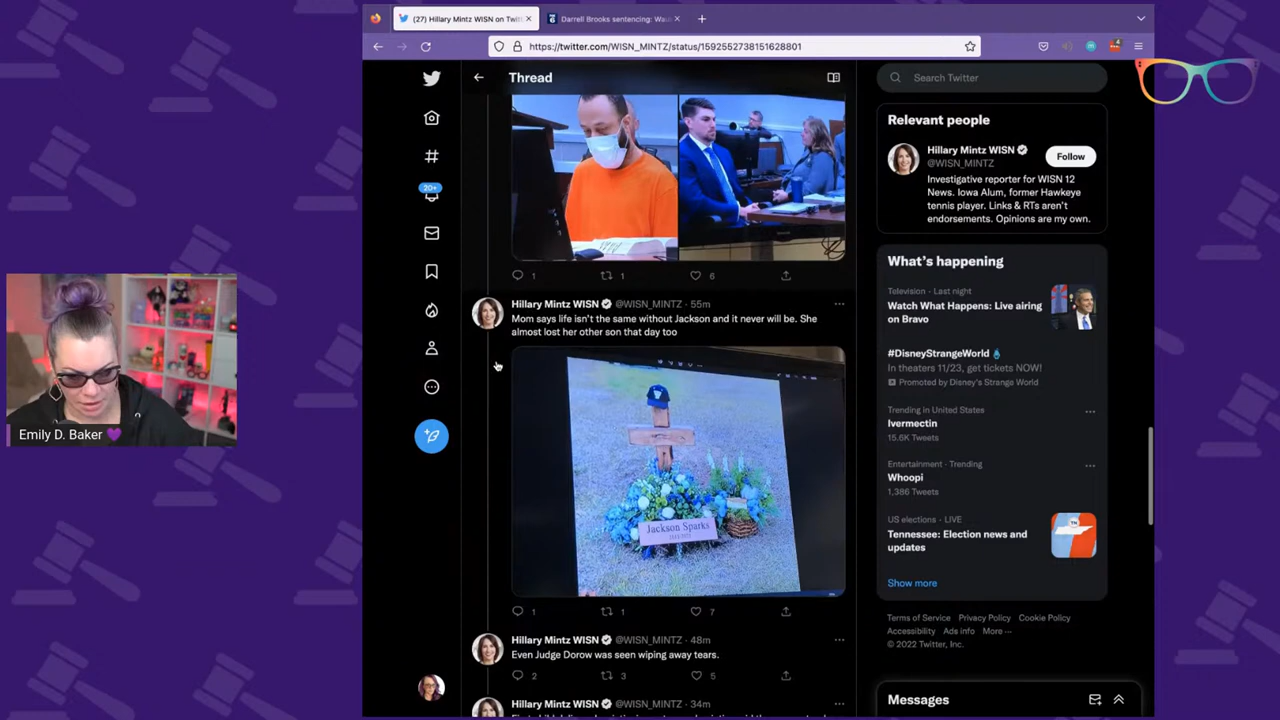 (27) Hillary Mintz WISN on Twit
Darrell Brooks sentencing: Wau
https://twitter.com/WISN_MINTZ/status/1592552738151628801
4
Thread
Search Twitter
20+
1
1
6
Hillary Mintz WISN @WISN_MINTZ · 55m
Mom says life isn't the same without Jackson and it never will be. She
almost lost her other son that day too
Jackson Sparks
1
1
7
Hillary Mintz WISN @WISN_MINTZ · 48m
Even Judge Dorow was seen wiping away tears.
2
3
5
Hillary Mintz WISN @WISN_MINTZ · 34m
Relevant people
Hillary Mintz WISN
@WISN_MINTZ
Follow
Investigative reporter for WISN 12
News. Iowa Alum, former Hawkeye
tennis player. Links & RTs aren't
endorsements. Opinions are my own.
What's happening
Television · Last night
Watch What Happens: Live airing
on Bravo
#DisneyStrangeWorld
In theaters 11/23, get tickets NOW!
Promoted by Disney's Strange World
Trending in United States
Ivermectin
15.6K Tweets
Entertainment · Trending
Whoopi
1,386 Tweets
US elections · LIVE
Tennessee: Election news and
updates
Show more
Terms of Service Privacy Policy Cookie Policy
Accessibility Ads info More ···
© 2022 Twitter, Inc.
Messages
Emily D. Baker 💜